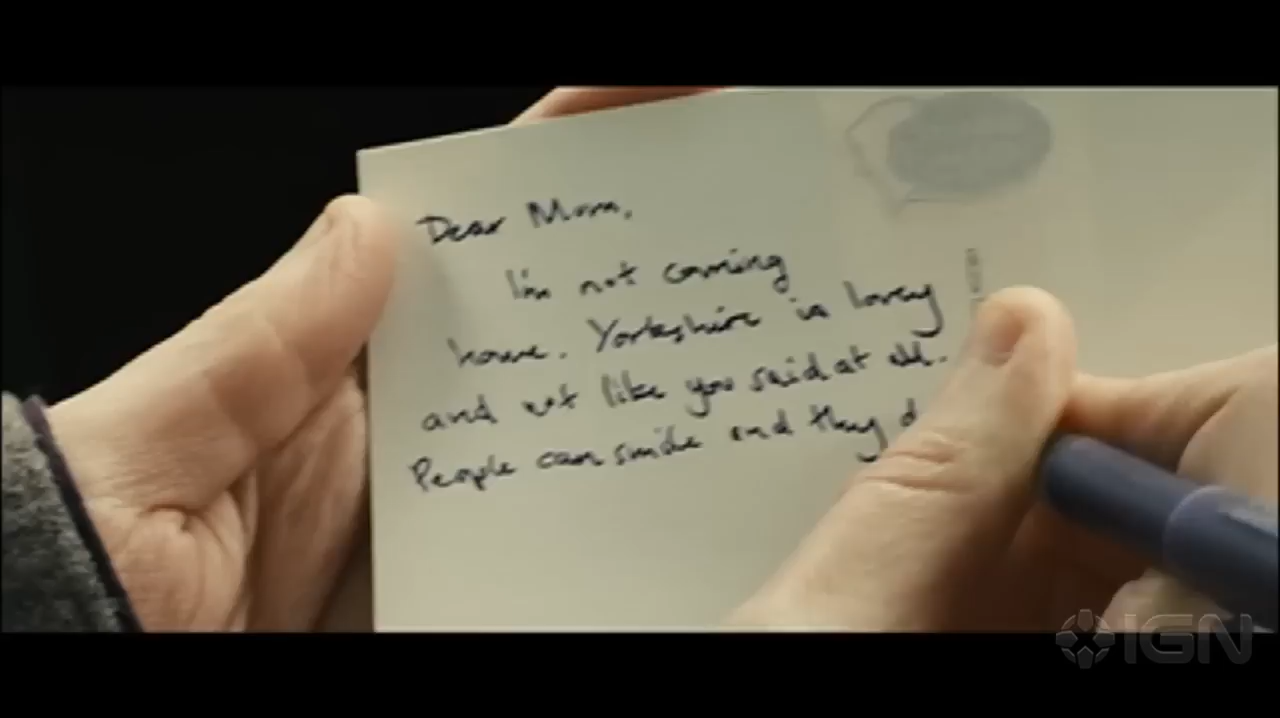 Dear Mum,
I'm not coming
home. Yorkshire is lovely
and not like you said at all.
People can smile and they d
IGN